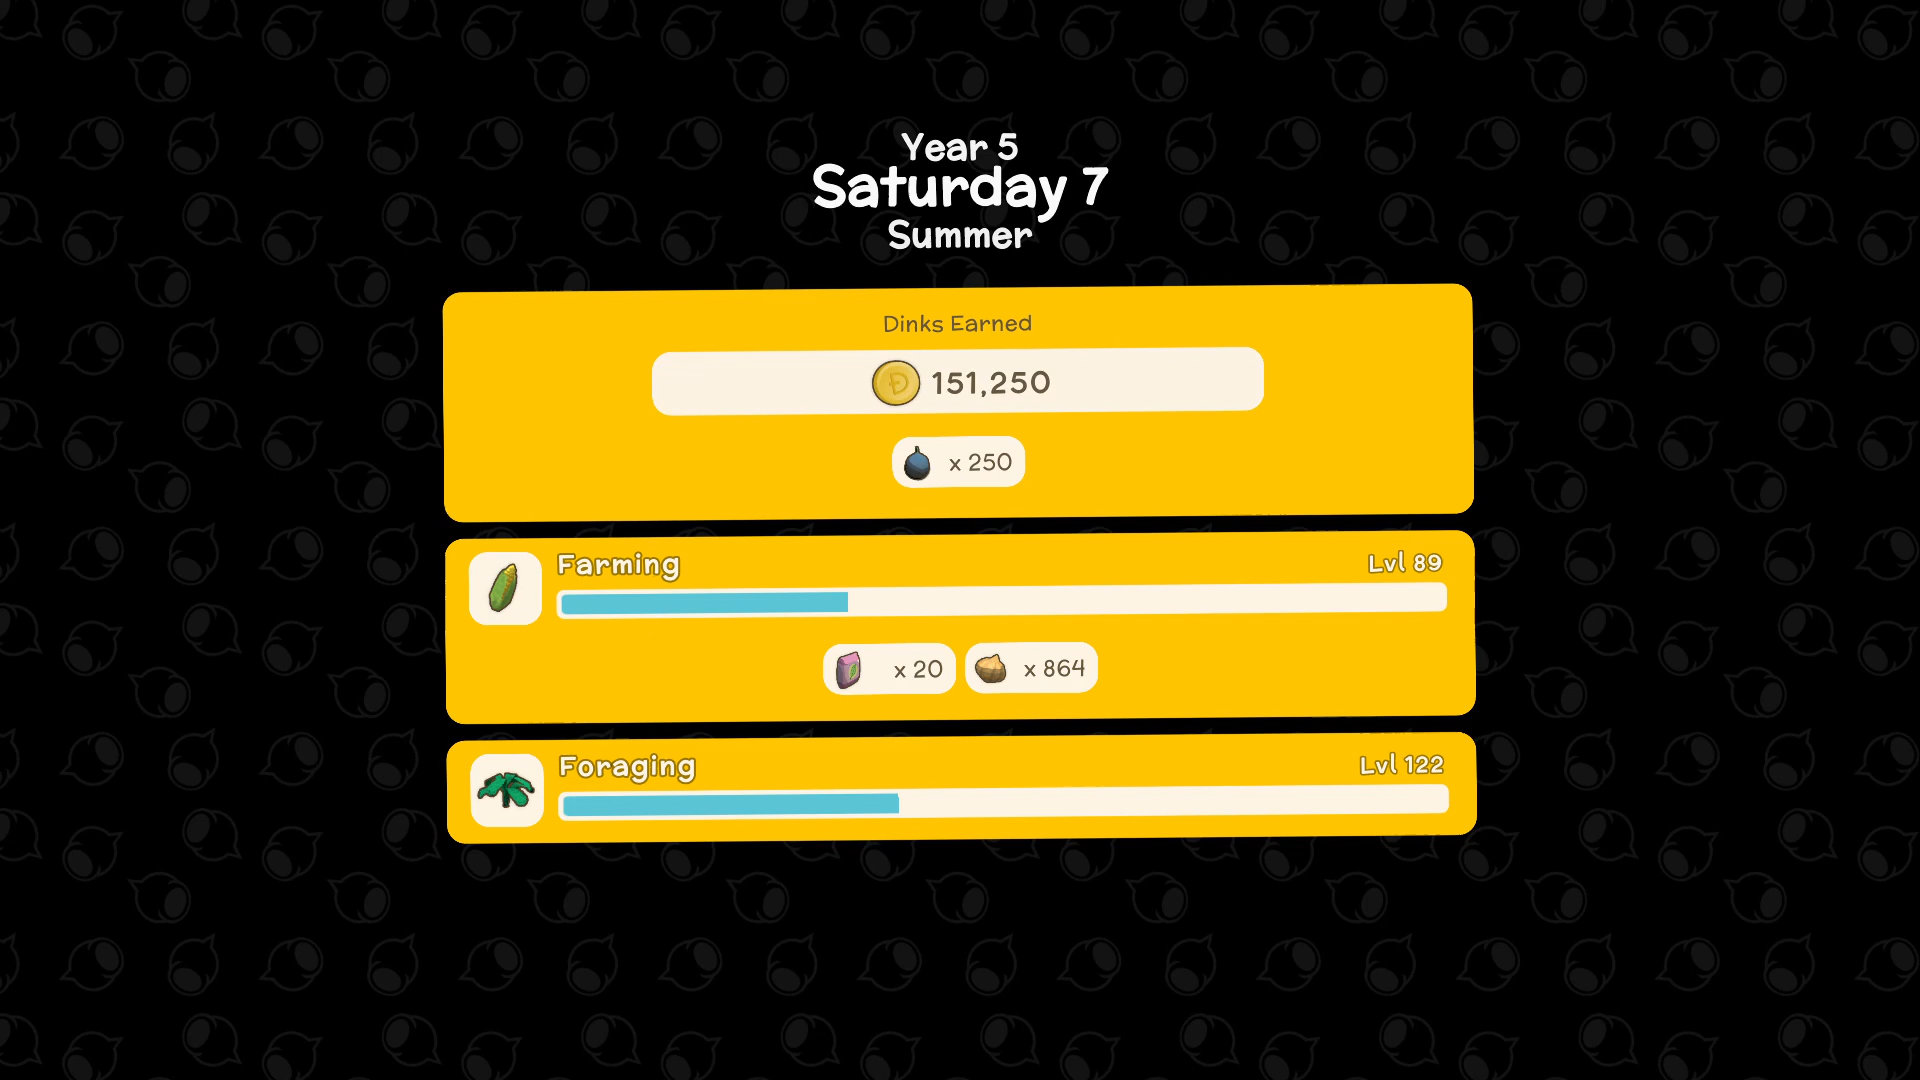 Year 5
Saturday 7
Summer
Dinks Earned
151,250
x 250
Farming
Lvl 89
x 20
x 864
Foraging
Lvl 122